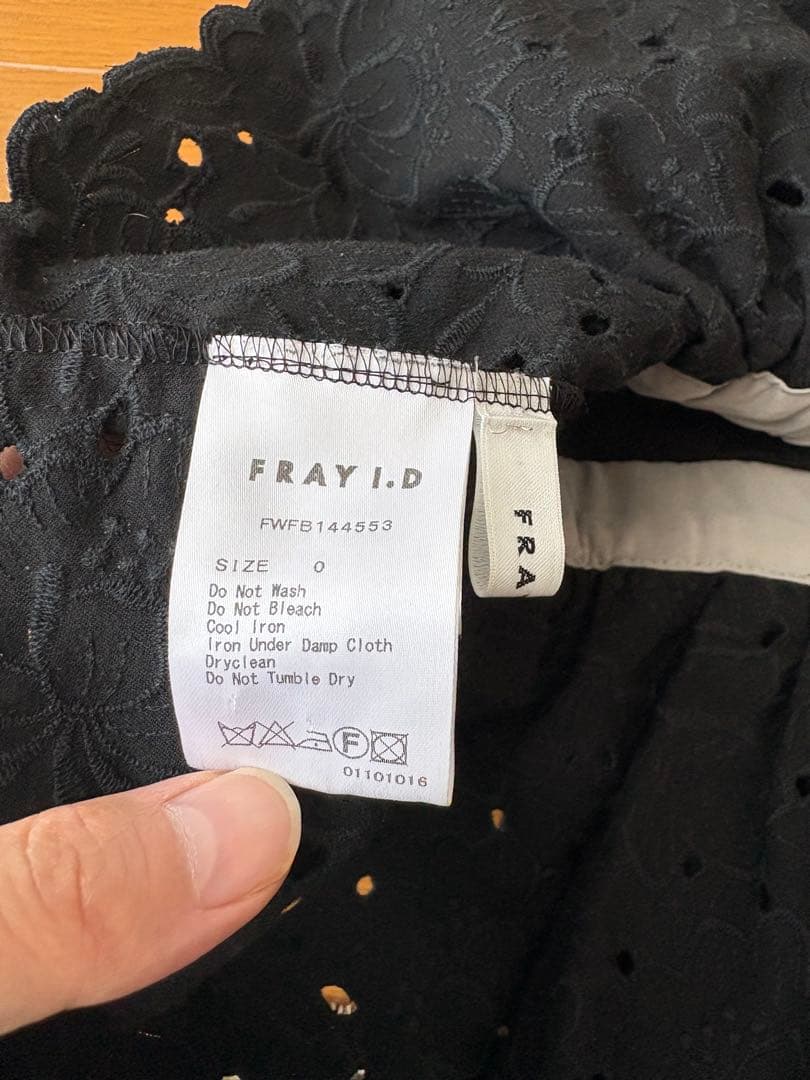 FRAY I.D
FWFB144553
SIZE 0
Do Not Wash
Do Not Bleach
Cool Iron
Iron Under Damp Cloth
Dryclean
Do Not Tumble Dry
F
01101016
FRA